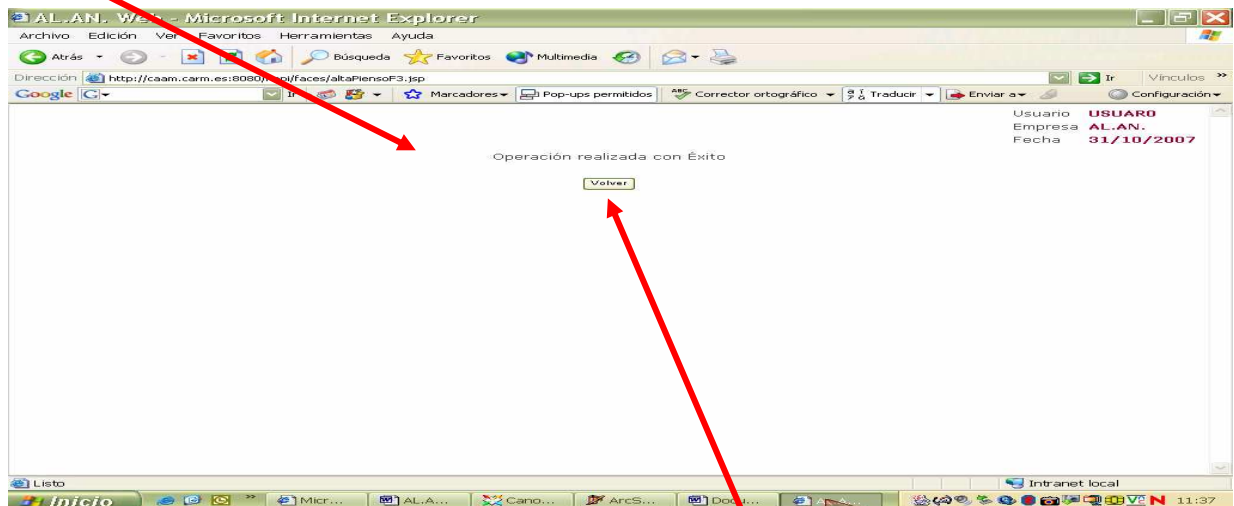 AL.AN. Web - Microsoft Internet Explorer
Archivo Edición Ver Favoritos Herramientas Ayuda
Atrás Búsqueda Favoritos Multimedia
Dirección http://caam.carm.es:8080/ /faces/altaPiensoF3.jsp Ir Vínculos »
Google G Ir Marcadores Pop-ups permitidos Corrector ortográfico Traducir Enviar a Configuración
Usuario USUAR0
Empresa AL.AN.
Fecha 31/10/2007
Operación realizada con Éxito
Volver
Listo Intranet local
Inicio » Micr... AL.A... Cano... ArcS... Docu... 11:37